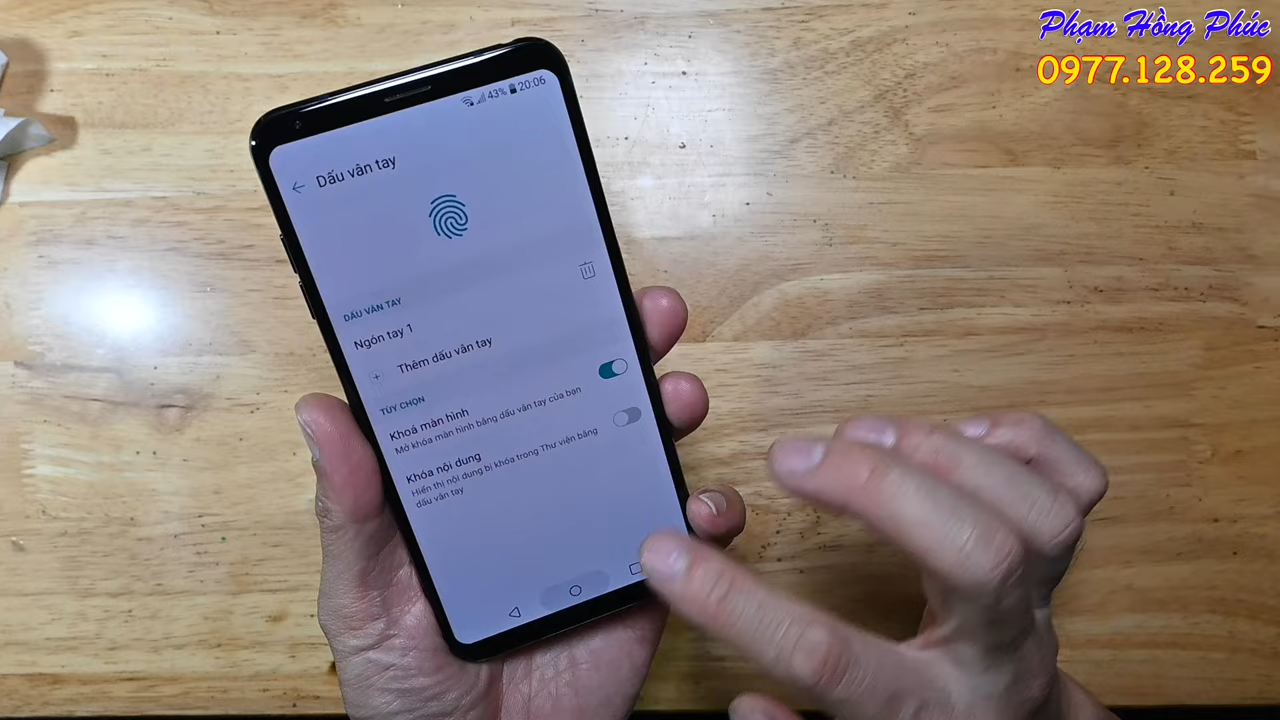 Phạm Hồng Phúc
0977.128.259
43% 20:06
Dấu vân tay
DẤU VÂN TAY
Ngón tay 1
+ Thêm dấu vân tay
TÙY CHỌN
Khoá màn hình
Mở khóa màn hình bằng dấu vân tay của bạn
Khóa nội dung
Hiển thị nội dung bị khóa trong Thư viện bằng
dấu vân tay